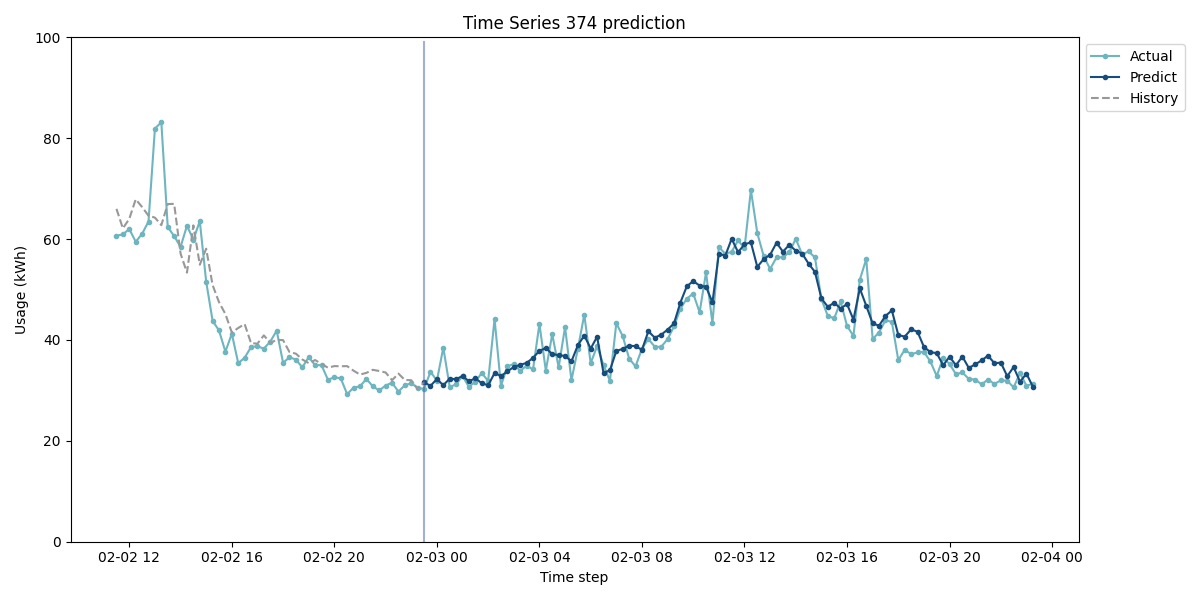 Time Series 374 prediction
100
80
60
40
20
0
Usage (kWh)
02-02 12 02-02 16 02-02 20 02-03 00 02-03 04 02-03 08 02-03 12 02-03 16 02-03 20 02-04 00
Time step
Actual
Predict
History